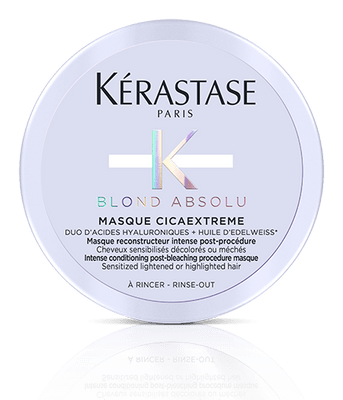 KÉRASTASE
PARIS
K
BLOND ABSOLU
MASQUE CICAEXTREME
DUO D'ACIDES HYALURONIQUES + HUILE D'EDELWEISS*
Masque reconstructeur intense post-procédure
Cheveux sensibilisés décolorés ou méchés
Intense conditioning post-bleaching procedure masque
Sensitized lightened or highlighted hair
À RINCER - RINSE-OUT